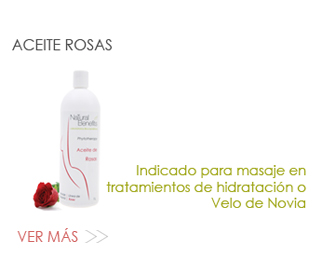 ACEITE ROSAS
Natural
Benefits
Aceite de
Rosas
Indicado para masaje en
tratamientos de hidratación o
Velo de Novia
VER MÁS >>